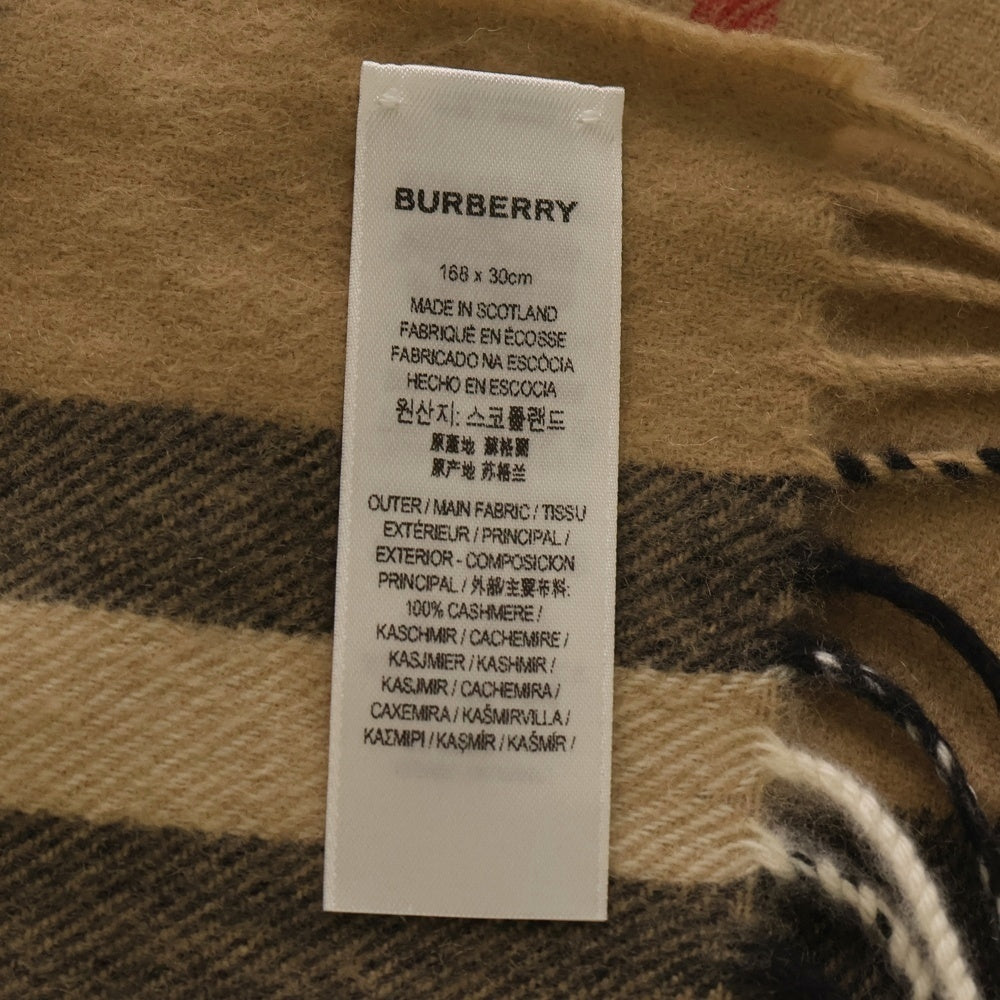 BURBERRY
168 x 30cm
MADE IN SCOTLAND
FABRIQUÉ EN ÉCOSSE
FABRICADO NA ESCÓCIA
HECHO EN ESCOCIA
원산지: 스코틀랜드
原產地 蘇格蘭
原产地 苏格兰
OUTER / MAIN FABRIC / TISSU
EXTÉRIEUR / PRINCIPAL /
EXTERIOR - COMPOSICION
PRINCIPAL / 外部/主要布料:
100% CASHMERE /
KASCHMIR / CACHEMIRE /
KASJMIER / KASHMIR /
KASJMIR / CACHEMIRA /
CAXEMIRA / KAŠMIRVILLA /
ΚΑΣΜΙΡΙ / KAŞMİR / KAŠMÍR /